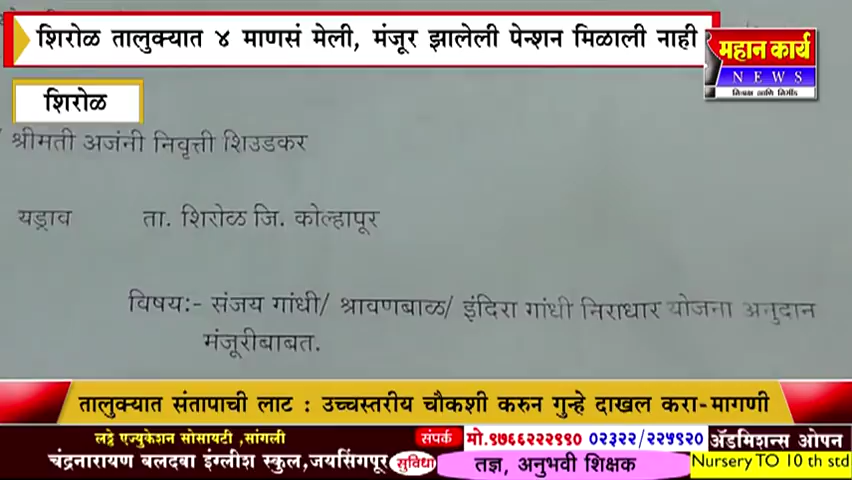 शिरोळ तालुक्यात ४ माणसं मेली, मंजूर झालेली पेन्शन मिळाली नाही
महान कार्य
NEWS
शिरोळ
श्रीमती अजंनी निवृत्ती शिउडकर
यड्राव ता. शिरोळ जि. कोल्हापूर
विषय:- संजय गांधी/ श्रावणबाळ/ इंदिरा गांधी निराधार योजना अनुदान
मंजूरीबाबत.
तालुक्यात संतापाची लाट : उच्चस्तरीय चौकशी करुन गुन्हे दाखल करा-मागणी
लठ्ठे एज्युकेशन सोसायटी ,सांगली
चंद्रनारायण बलदवा इंग्लीश स्कुल,जयसिंगपूर
संपर्क मो.९७६६२२२९९० ०२३२२/२२५९२० ॲडमिशन्स ओपन
सुविधा तज्ञ, अनुभवी शिक्षक Nursery TO 10 th std